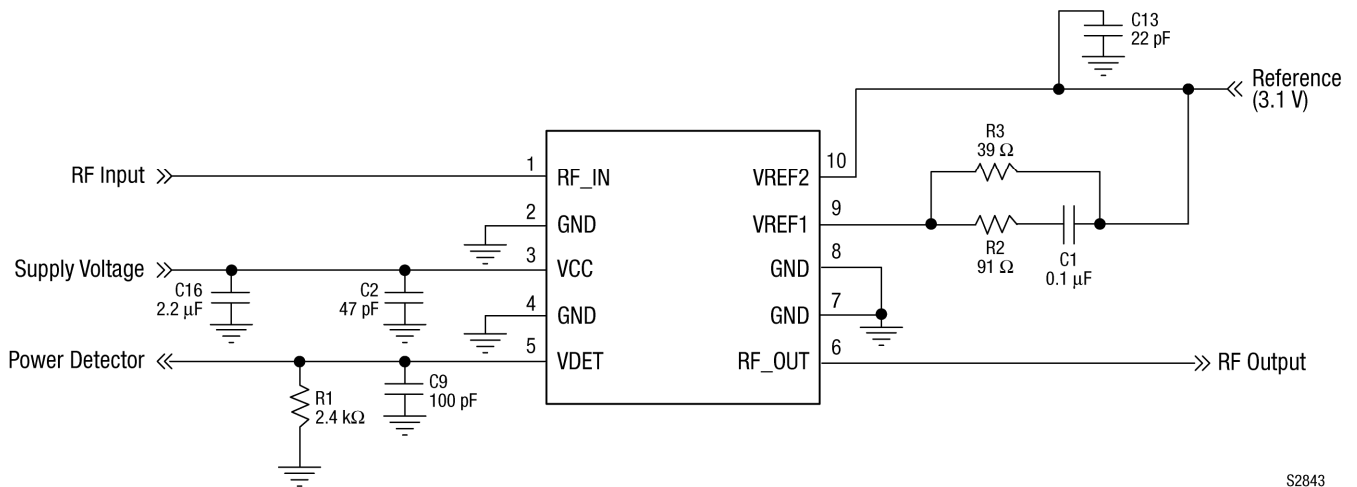 C13
22 pF
Reference
(3.1 V)
R3
39 Ω
RF Input
1
RF_IN
VREF2
10
2
GND
VREF1
9
R2
91 Ω
C1
0.1 µF
Supply Voltage
3
VCC
GND
8
C16
2.2 µF
C2
47 pF
4
GND
GND
7
Power Detector
5
VDET
RF_OUT
6
RF Output
R1
2.4 kΩ
C9
100 pF
S2843